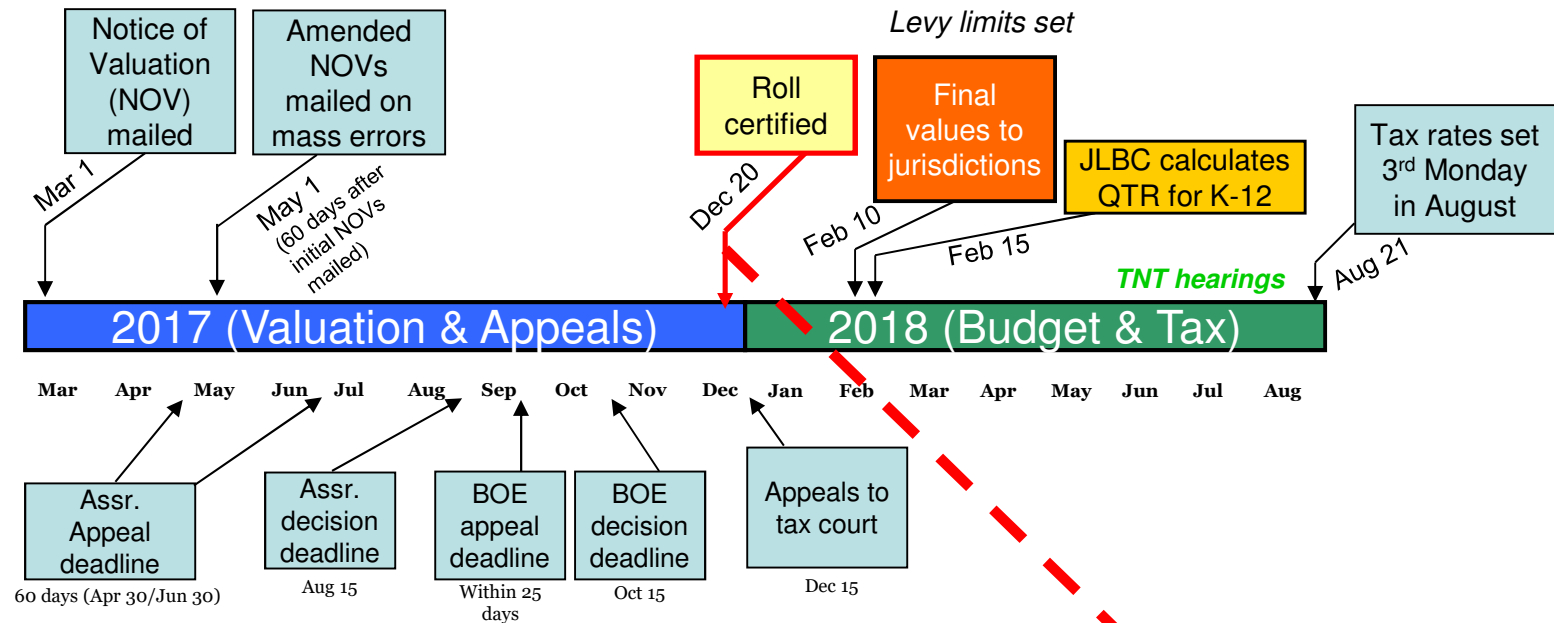 Notice of
Valuation
(NOV)
mailed
Amended
NOVs
mailed on
mass errors
Levy limits set
Roll
certified
Final
values to
jurisdictions
JLBC calculates
QTR for K-12
Tax rates set
3rd Monday
in August
Mar 1
May 1
(60 days after
initial NOVs
mailed)
Dec 20
Feb 10
Feb 15
TNT hearings
Aug 21
2017 (Valuation & Appeals)
2018 (Budget & Tax)
Mar Apr May Jun Jul Aug Sep Oct Nov Dec Jan Feb Mar Apr May Jun Jul Aug
Assr.
Appeal
deadline
60 days (Apr 30/Jun 30)
Assr.
decision
deadline
Aug 15
BOE
appeal
deadline
Within 25
days
BOE
decision
deadline
Oct 15
Appeals to
tax court
Dec 15